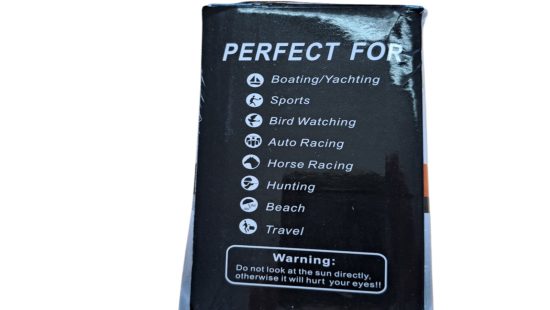 PERFECT FOR
Boating/Yachting
Sports
Bird Watching
Auto Racing
Horse Racing
Hunting
Beach
Travel
Warning:
Do not look at the sun directly,
otherwise it will hurt your eyes!!